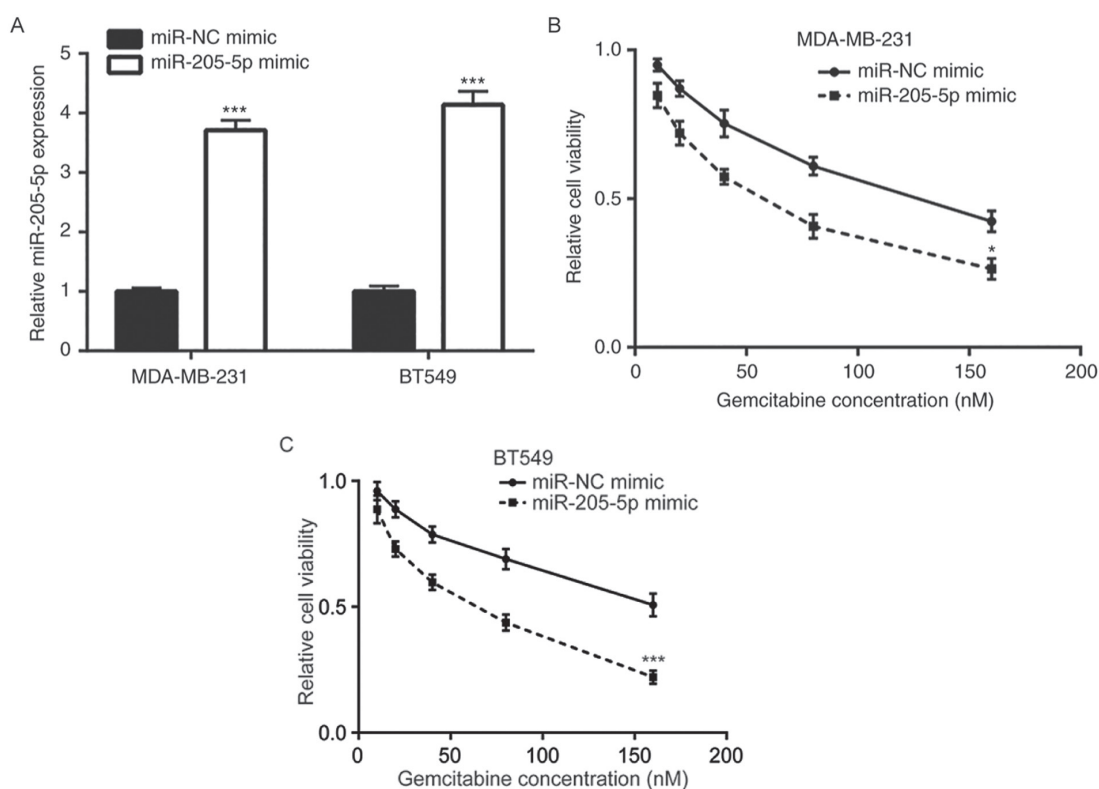 A
miR-NC mimic
miR-205-5p mimic
Relative miR-205-5p expression
5
4
3
2
1
0
***
***
MDA-MB-231
BT549
B
MDA-MB-231
miR-NC mimic
miR-205-5p mimic
Relative cell viability
1.0
0.5
0.0
*
0
50
100
150
200
Gemcitabine concentration (nM)
C
BT549
miR-NC mimic
miR-205-5p mimic
Relative cell viability
1.0
0.5
0.0
***
0
50
100
150
200
Gemcitabine concentration (nM)